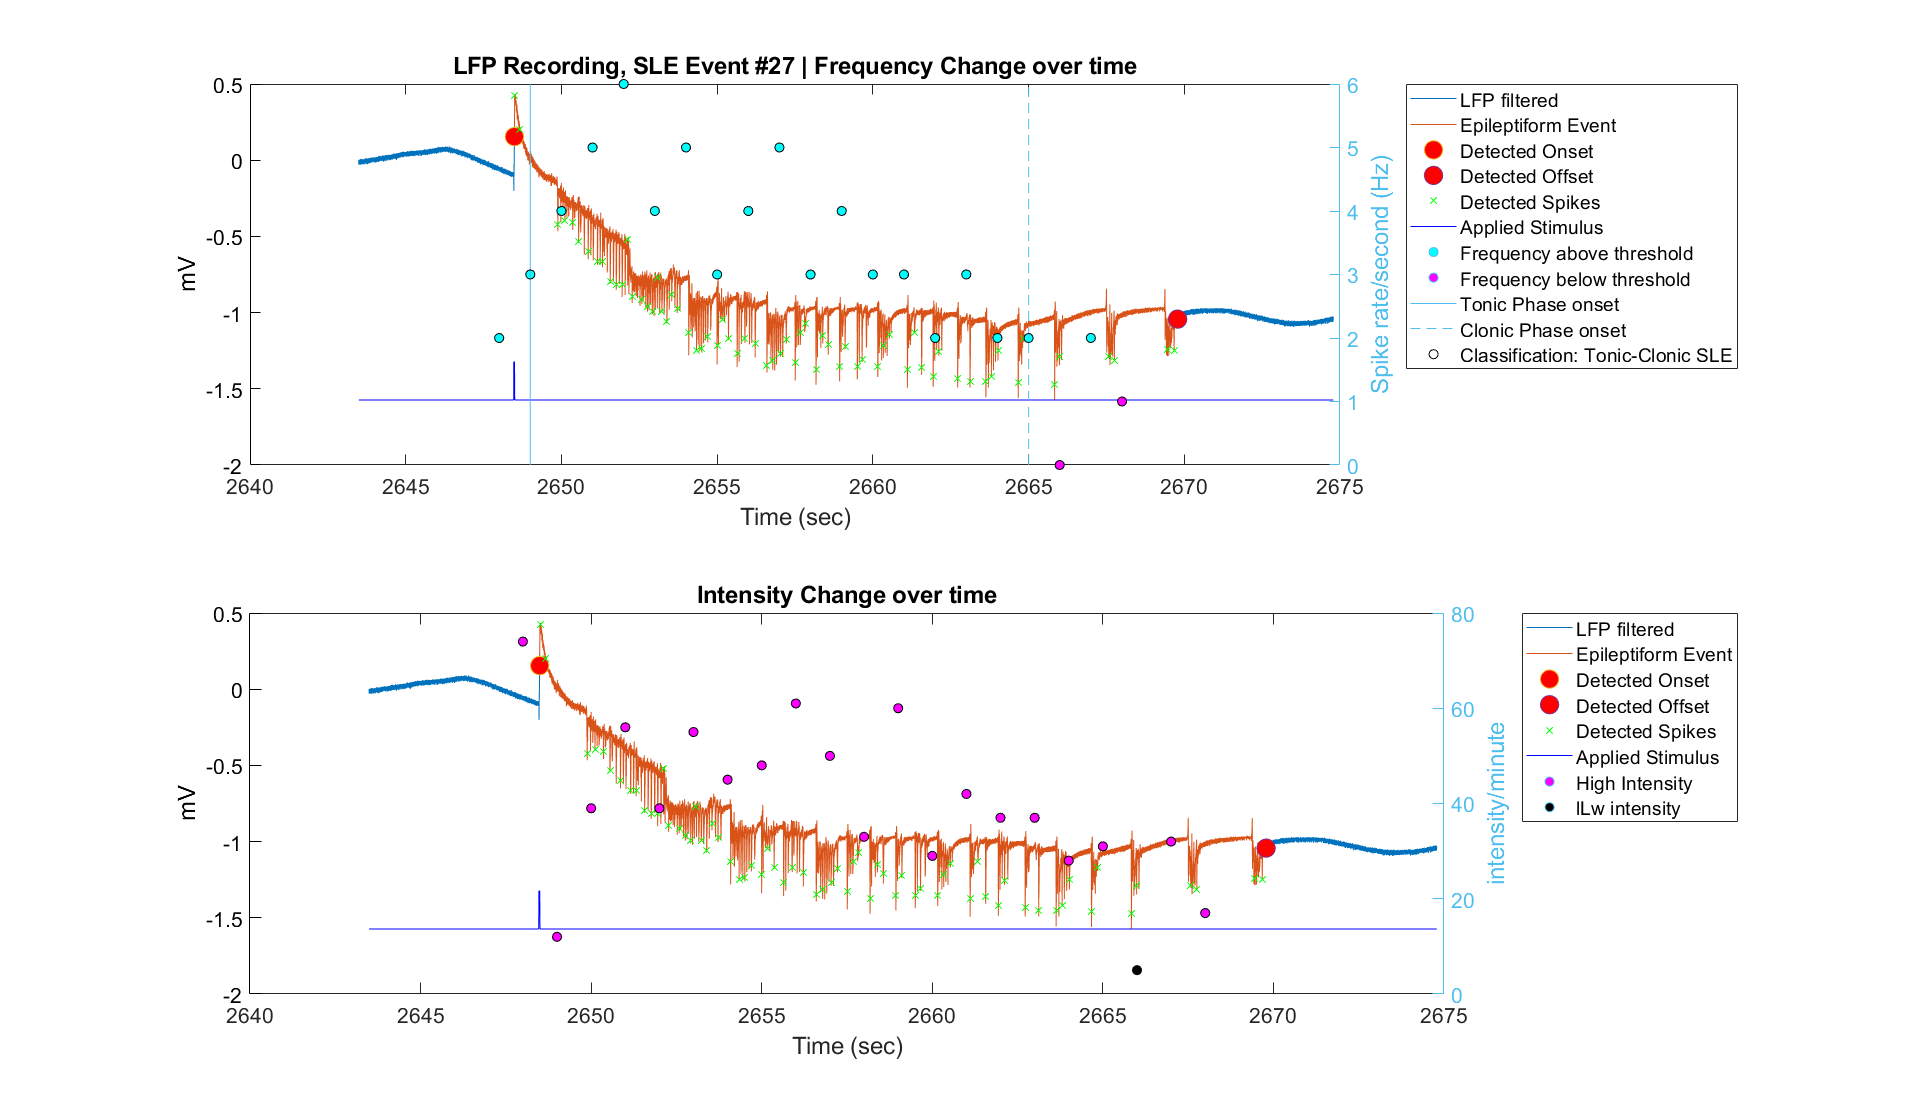 LFP Recording, SLE Event #27 | Frequency Change over time
0.5
0
-0.5
-1
-1.5
-2
mV
2640 2645 2650 2655 2660 2665 2670 2675
Time (sec)
6
5
4
3
2
1
0
Spike rate/second (Hz)
LFP filtered
Epileptiform Event
Detected Onset
Detected Offset
Detected Spikes
Applied Stimulus
Frequency above threshold
Frequency below threshold
Tonic Phase onset
Clonic Phase onset
Classification: Tonic-Clonic SLE
Intensity Change over time
0.5
0
-0.5
-1
-1.5
-2
mV
2640 2645 2650 2655 2660 2665 2670 2675
Time (sec)
80
60
40
20
0
intensity/minute
LFP filtered
Epileptiform Event
Detected Onset
Detected Offset
Detected Spikes
Applied Stimulus
High Intensity
lLw intensity